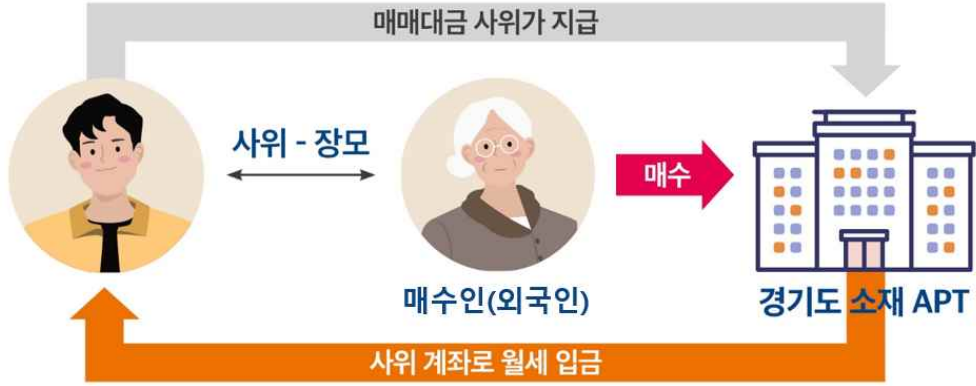 매매대금 사위가 지급
사위 - 장모
매수
매수인(외국인)
경기도 소재 APT
사위 계좌로 월세 입금